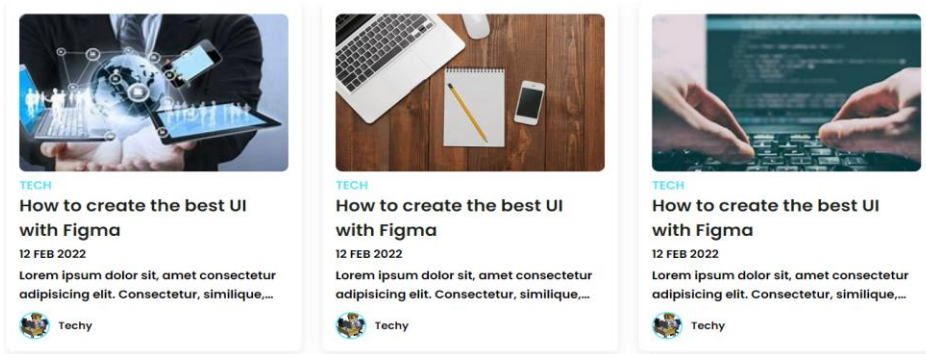 TECH
How to create the best UI
with Figma
12 FEB 2022
Lorem ipsum dolor sit, amet consectetur
adipisicing elit. Consectetur, similique,...
Techy
TECH
How to create the best UI
with Figma
12 FEB 2022
Lorem ipsum dolor sit, amet consectetur
adipisicing elit. Consectetur, similique,...
Techy
TECH
How to create the best UI
with Figma
12 FEB 2022
Lorem ipsum dolor sit, amet consectetur
adipisicing elit. Consectetur, similique,...
Techy